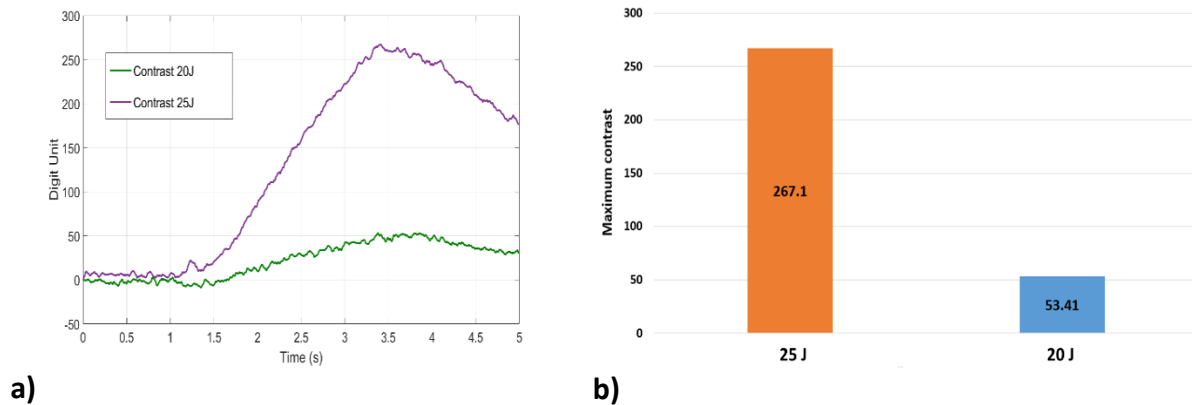 300
250
200
150
100
50
0
-50
Digit Unit
Contrast 20J
Contrast 25J
0 0.5 1 1.5 2 2.5 3 3.5 4 4.5 5
Time (s)
a)
300
250
200
150
100
50
0
Maximum contrast
267.1
53.41
25 J 20 J
b)